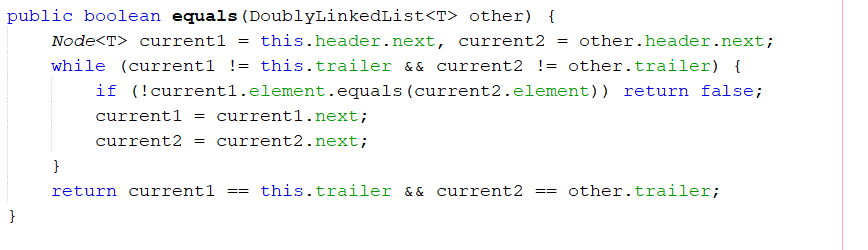 public boolean equals(DoublyLinkedList<T> other) {
    Node<T> current1 = this.header.next, current2 = other.header.next;
    while (current1 != this.trailer && current2 != other.trailer) {
        if (!current1.element.equals(current2.element)) return false;
        current1 = current1.next;
        current2 = current2.next;
    }
    return current1 == this.trailer && current2 == other.trailer;
}